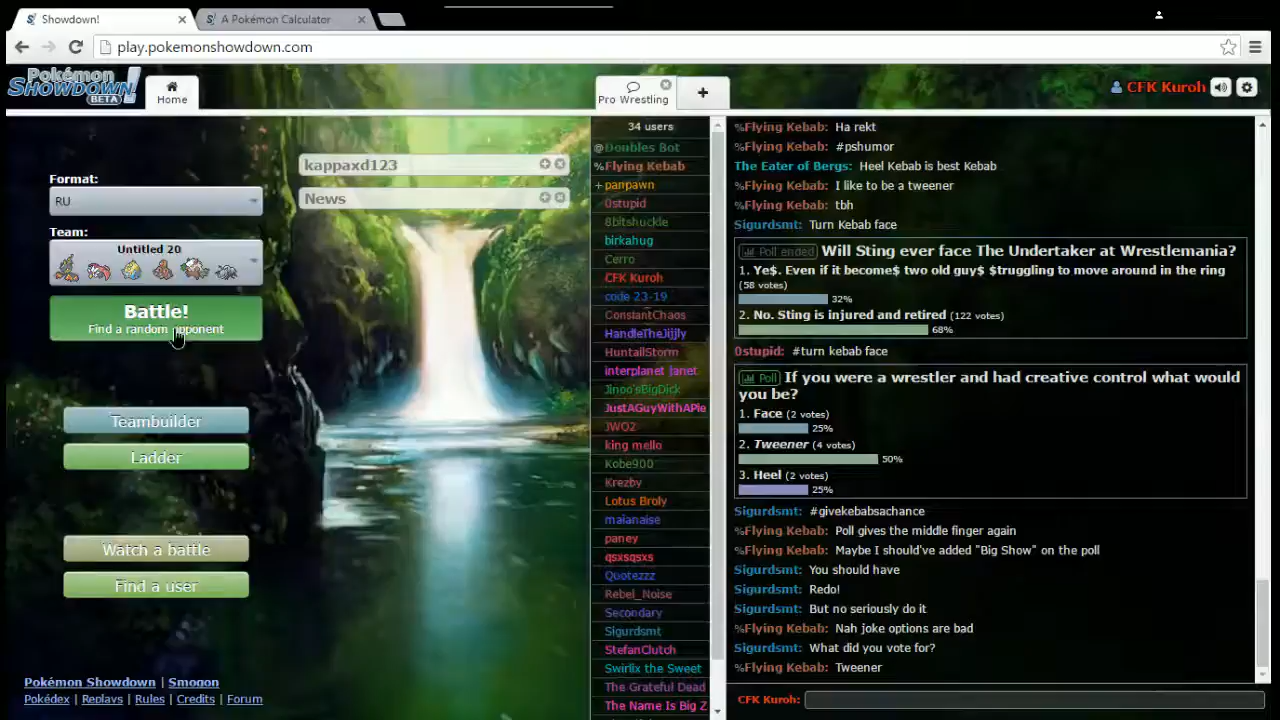 Showdown!
A Pokémon Calculator
play.pokemonshowdown.com
Pokémon
SHOWDOWN!
BETA
Home
Pro Wrestling
CFK Kuroh
Format:
RU
Team:
Untitled 20
Battle!
Find a random opponent
Teambuilder
Ladder
Watch a battle
Find a user
Pokémon Showdown | Smogon
Pokédex | Replays | Rules | Credits | Forum
kappaxd123
News
34 users
@Doubles Bot
%Flying Kebab
+panpawn
0stupid
8bitshuckle
birkahug
Cerro
CFK Kuroh
code 23-19
ConstantChaos
HandleTheJijjly
HuntailStorm
interplanet janet
Jinoo'sBigDick
JustAGuyWithAPie
JWO2
king mello
Kobe900
Krezby
Lotus Broly
maianaise
paney
qsxsqsxs
Quotezzz
Rebel_Noise
Secondary
Sigurdsmt
StefanClutch
Swirlix the Sweet
The Grateful Dead
The Name Is Big Z
%Flying Kebab: Ha rekt
%Flying Kebab: #pshumor
The Eater of Bergs: Heel Kebab is best Kebab
%Flying Kebab: I like to be a tweener
%Flying Kebab: tbh
Sigurdsmt: Turn Kebab face
Poll ended Will Sting ever face The Undertaker at Wrestlemania?
1. Ye$. Even if it become$ two old guy$ $truggling to move around in the ring
(58 votes)
32%
2. No. Sting is injured and retired (122 votes)
68%
0stupid: #turn kebab face
Poll If you were a wrestler and had creative control what would
you be?
1. Face (2 votes)
25%
2. Tweener (4 votes)
50%
3. Heel (2 votes)
25%
Sigurdsmt: #givekebabsachance
%Flying Kebab: Poll gives the middle finger again
%Flying Kebab: Maybe I should've added "Big Show" on the poll
Sigurdsmt: You should have
Sigurdsmt: Redo!
Sigurdsmt: But no seriously do it
%Flying Kebab: Nah joke options are bad
Sigurdsmt: What did you vote for?
%Flying Kebab: Tweener
CFK Kuroh: